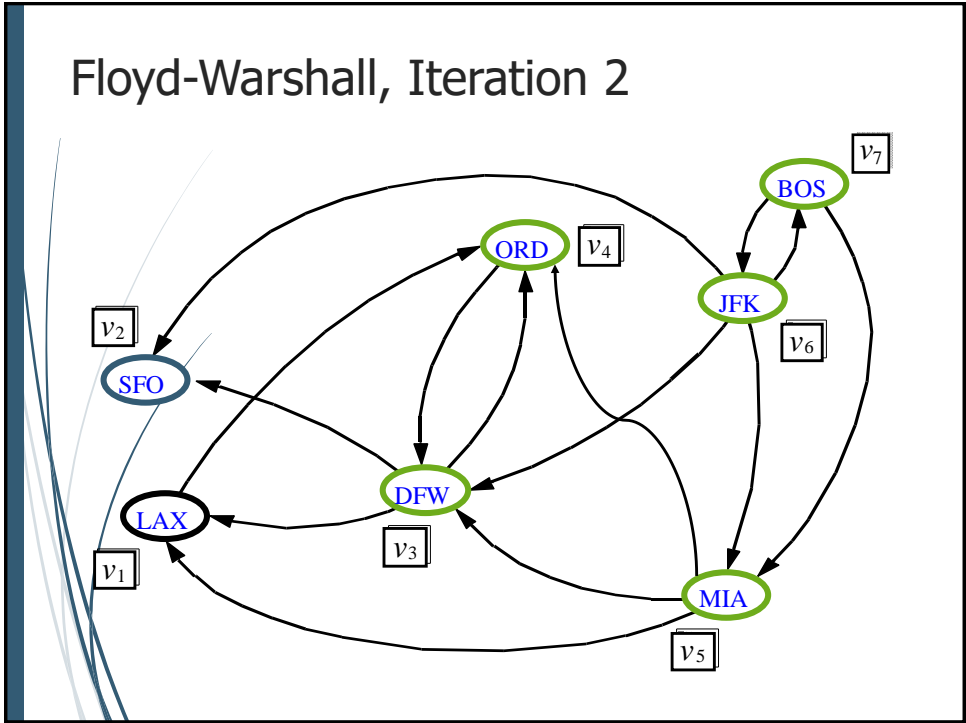 Floyd-Warshall, Iteration 2
v7
BOS
ORD
v4
JFK
v2
v6
SFO
DFW
LAX
v3
v1
MIA
v5